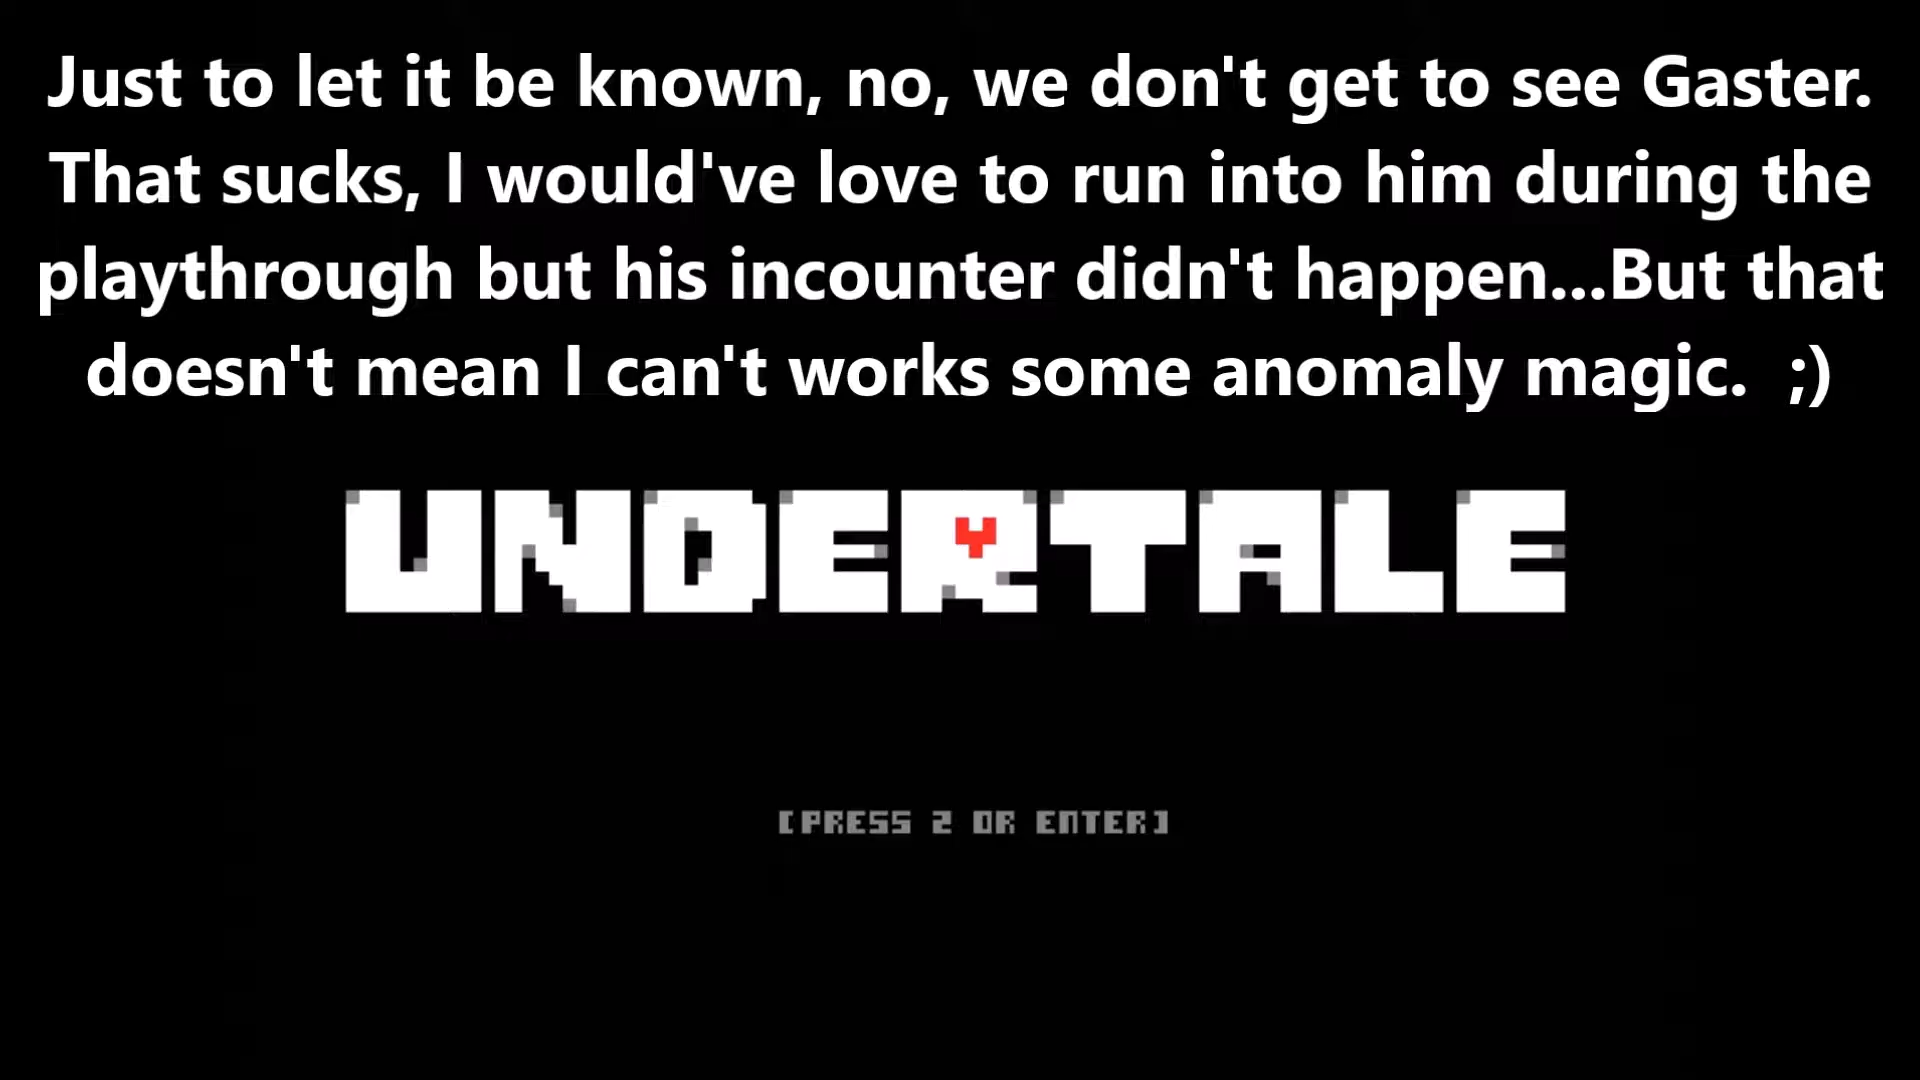 Just to let it be known, no, we don't get to see Gaster.
That sucks, I would've love to run into him during the
playthrough but his incounter didn't happen...But that
doesn't mean I can't works some anomaly magic.  ;)
UNDERTALE
[PRESS Z OR ENTER]